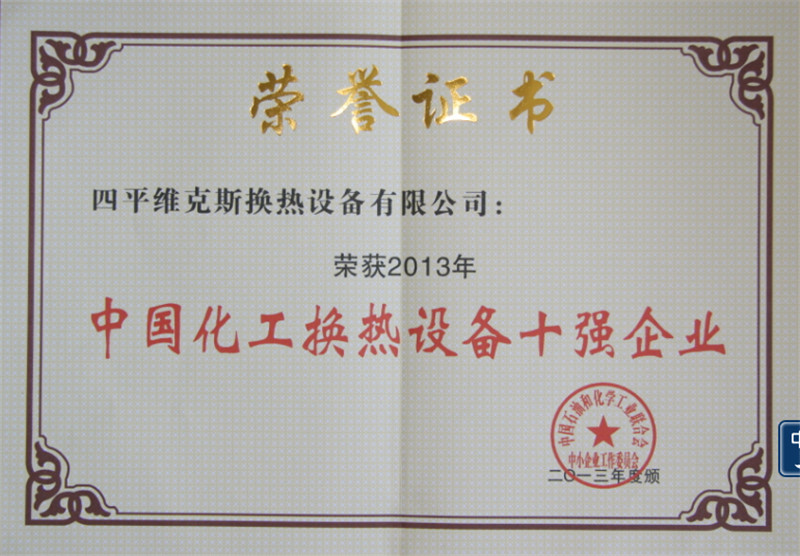 荣誉证书
四平维克斯换热设备有限公司：
荣获2013年
中国化工换热设备十强企业
中国石油和化学工业联合会
中小企业工作委员会
二〇一三年度颁
中